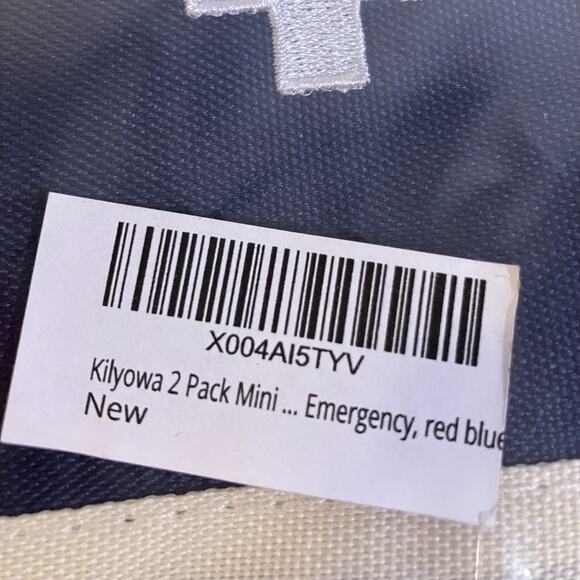 X004AI5TYV
Kilyowa 2 Pack Mini ... Emergency, red blue
New